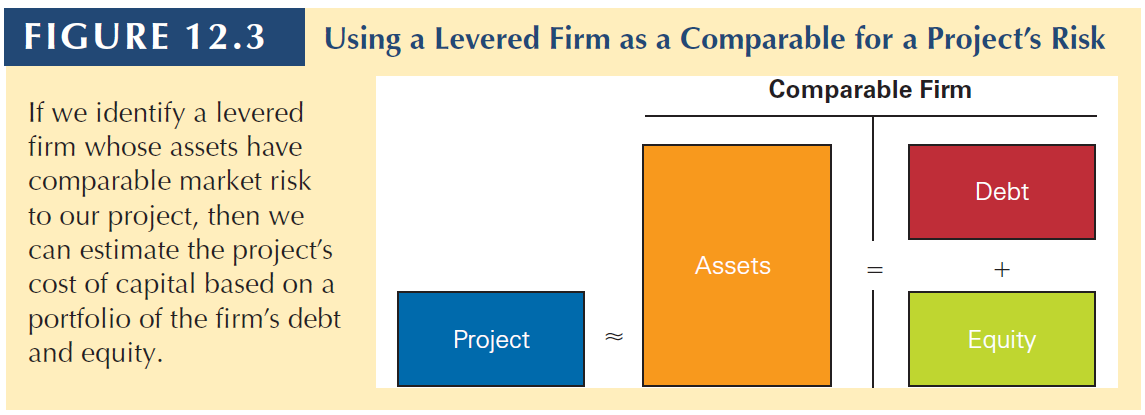 FIGURE 12.3
Using a Levered Firm as a Comparable for a Project’s Risk
If we identify a levered
firm whose assets have
comparable market risk
to our project, then we
can estimate the project’s
cost of capital based on a
portfolio of the firm’s debt
and equity.
Comparable Firm
Debt
Assets
=
+
Project
≈
Equity